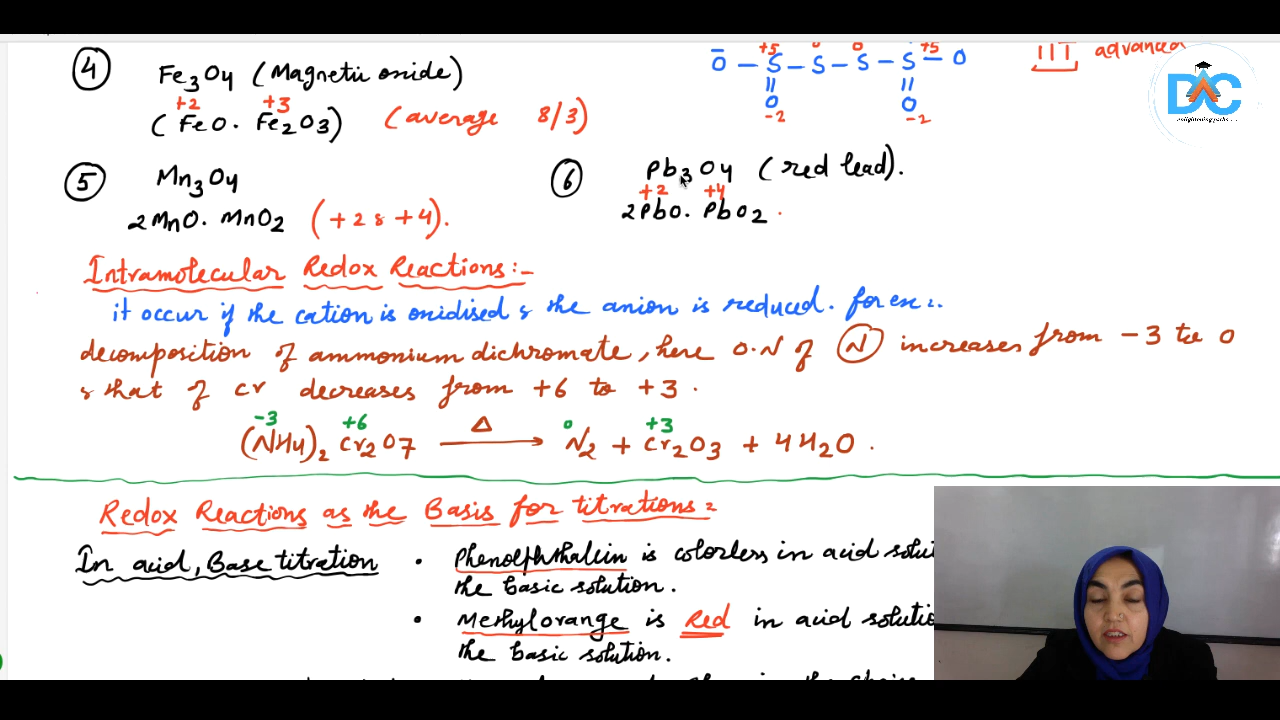 4
Fe3O4 (Magnetic oxide)
+2 +3
(FeO. Fe2O3) (average 8/3)
+5 0 0 +5
O̅ — S — S — S — S — O
O O
-2 -2
IIT advanced
DAC
5
Mn3O4
2MnO. MnO2 (+2 & +4).
6
Pb3O4 (red lead).
+2 +4
2PbO. PbO2
Intramolecular Redox Reactions:-
it occur if the cation is oxidised & the anion is reduced. for ex:.
decomposition of ammonium dichromate, here O.N of N increases from -3 to 0
& that of cr decreases from +6 to +3.
-3 +6 Δ 0 +3
(NH4)2 Cr2O7 → N2 + Cr2O3 + 4H2O.
Redox Reactions as the Basis for titrations:
In acid, Base titration • Phenolphthalein is colorless in acid solut
the basic solution.
• Methylorange is Red in acid solutio
the basic solution.